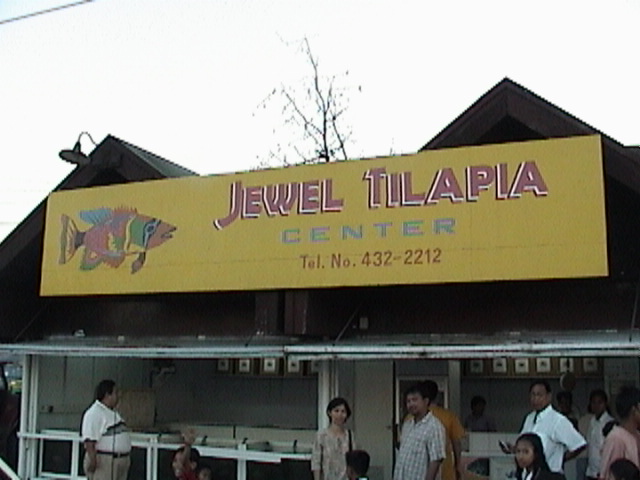 JEWEL TILAPIA
CENTER
Tel. No. 432-2212